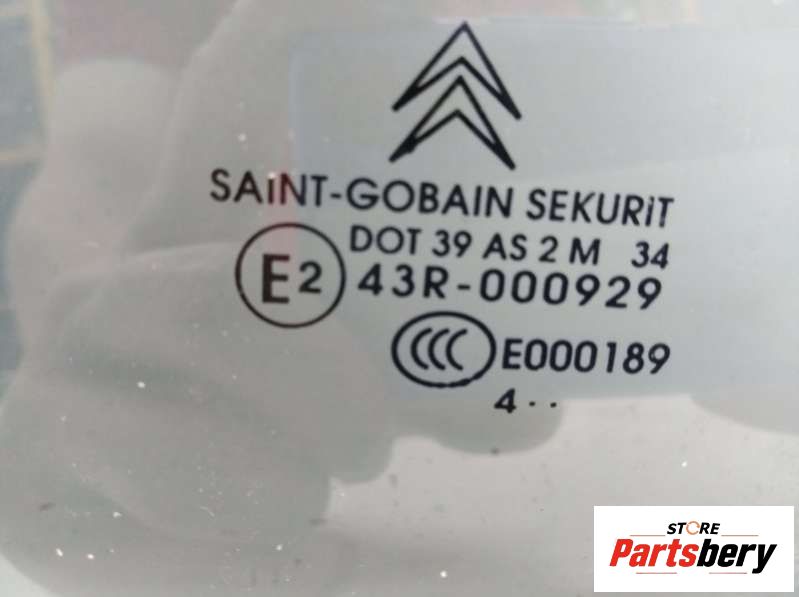 SAiNT-GOBAIN SEKURiT
DOT 39 AS 2 M 34
E2 43R-000929
CCC E000189
4 · ·
STORE
Partsbery